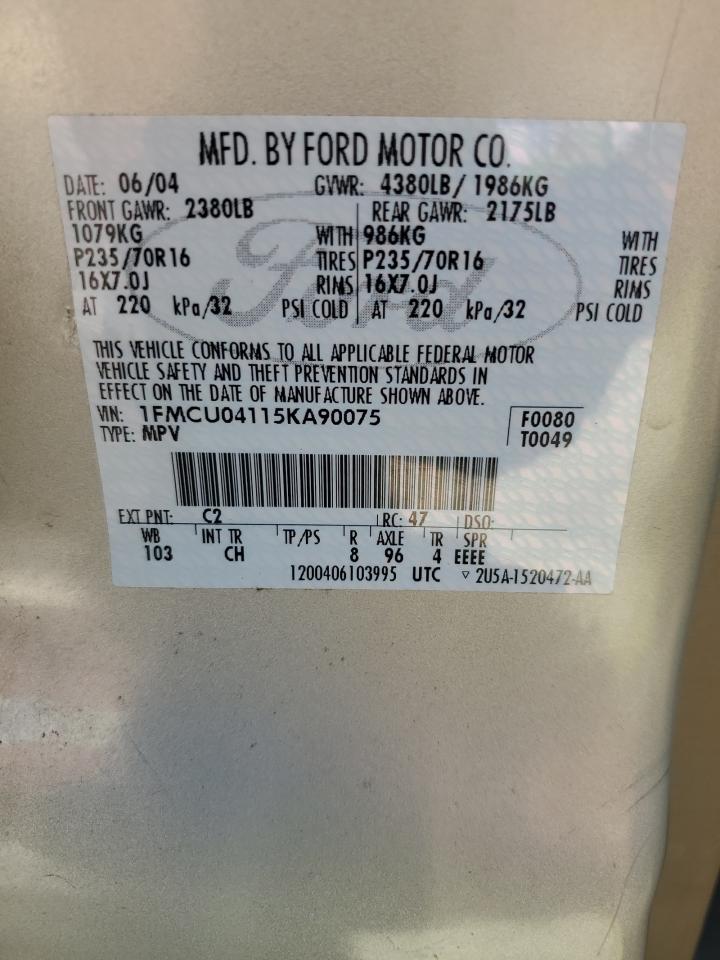 MFD. BY FORD MOTOR CO.
DATE: 06/04 GVWR: 4380LB/ 1986KG
FRONT GAWR: 2380LB REAR GAWR: 2175LB
1079KG WITH 986KG WITH
P235/70R16 TIRES P235/70R16 TIRES
16X7.0J RIMS 16X7.0J RIMS
AT 220 kPa/32 PSI COLD AT 220 kPa/32 PSI COLD
Ford
THIS VEHICLE CONFORMS TO ALL APPLICABLE FEDERAL MOTOR
VEHICLE SAFETY AND THEFT PREVENTION STANDARDS IN
EFFECT ON THE DATE OF MANUFACTURE SHOWN ABOVE.
VIN: 1FMCU04115KA90075 F0080
TYPE: MPV T0049
EXT PNT: C2 RC: 47 DSO:
WB INT TR TP/PS R AXLE TR SPR
103 CH 8 96 4 EEEE
1200406103995 UTC ▽ 2U5A-1520472-AA